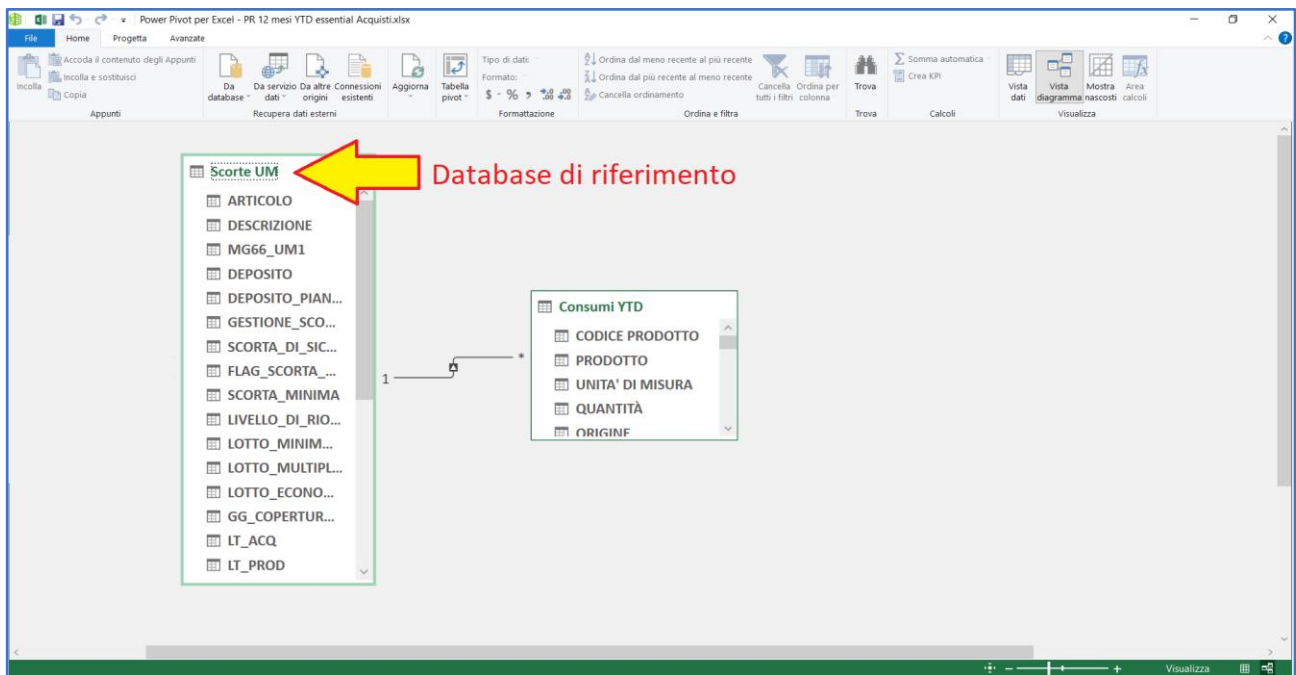 Power Pivot per Excel - PR 12 mesi YTD essential Acquisti.xlsx
File Home Progetta Avanzate
Incolla
Accoda il contenuto degli Appunti
Incolla e sostituisci
Copia
Appunti
Da database
Da servizio dati
Da altre origini
Connessioni esistenti
Recupera dati esterni
Aggiorna
Tabella pivot
Tipo di dati:
Formato:
$ - % ,
Formattazione
Ordina dal meno recente al più recente
Ordina dal più recente al meno recente
Cancella ordinamento
Cancella tutti i filtri
Ordina per colonna
Ordina e filtra
Trova
Trova
Somma automatica
Crea KPI
Calcoli
Vista dati
Vista diagramma
Mostra nascosti
Area calcoli
Visualizza
Scorte UM
Database di riferimento
ARTICOLO
DESCRIZIONE
MG66_UM1
DEPOSITO
DEPOSITO_PIAN...
GESTIONE_SCO...
SCORTA_DI_SIC...
FLAG_SCORTA_...
SCORTA_MINIMA
LIVELLO_DI_RIO...
LOTTO_MINIM...
LOTTO_MULTIPL...
LOTTO_ECONO...
GG_COPERTUR...
LT_ACQ
LT_PROD
1
*
Consumi YTD
CODICE PRODOTTO
PRODOTTO
UNITA' DI MISURA
QUANTITÀ
ORIGINE
Visualizza